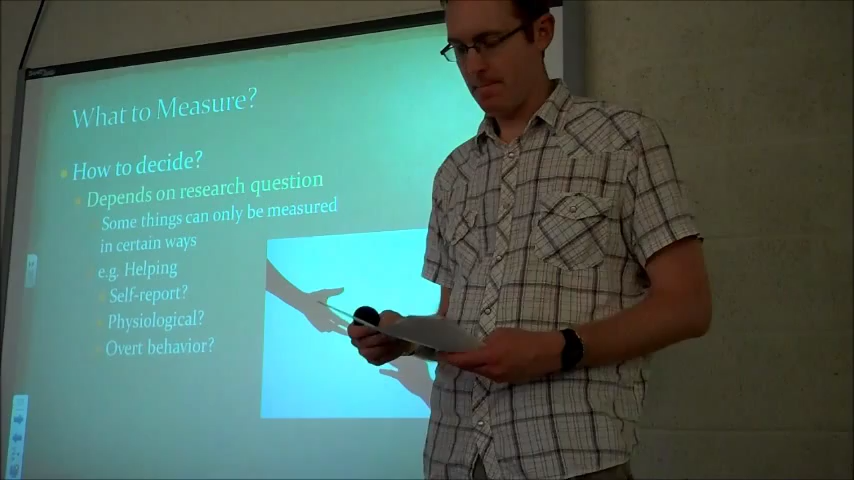 What to Measure?
How to decide?
Depends on research question
Some things can only be measured
in certain ways
e.g. Helping
Self-report?
Physiological?
Overt behavior?